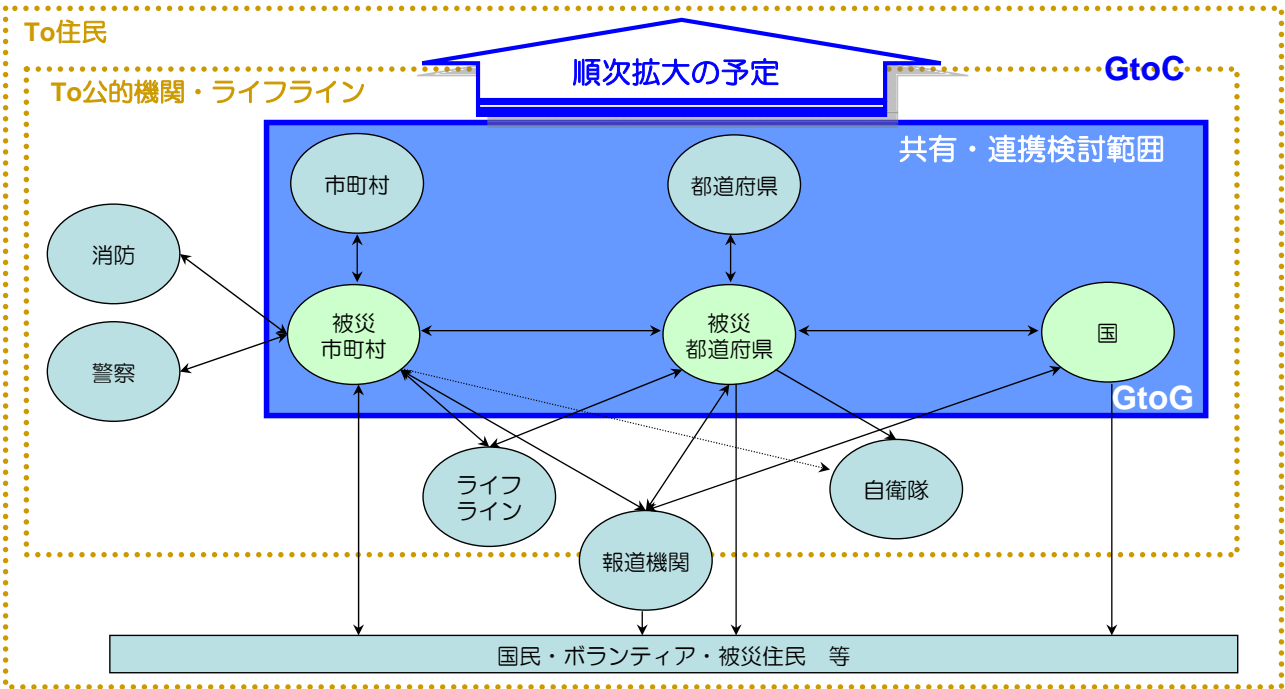 To住民
順次拡大の予定
GtoC
To公的機関・ライフライン
共有・連携検討範囲
市町村
都道府県
消防
被災
市町村
被災
都道府県
国
警察
GtoG
ライフ
ライン
自衛隊
報道機関
国民・ボランティア・被災住民　等